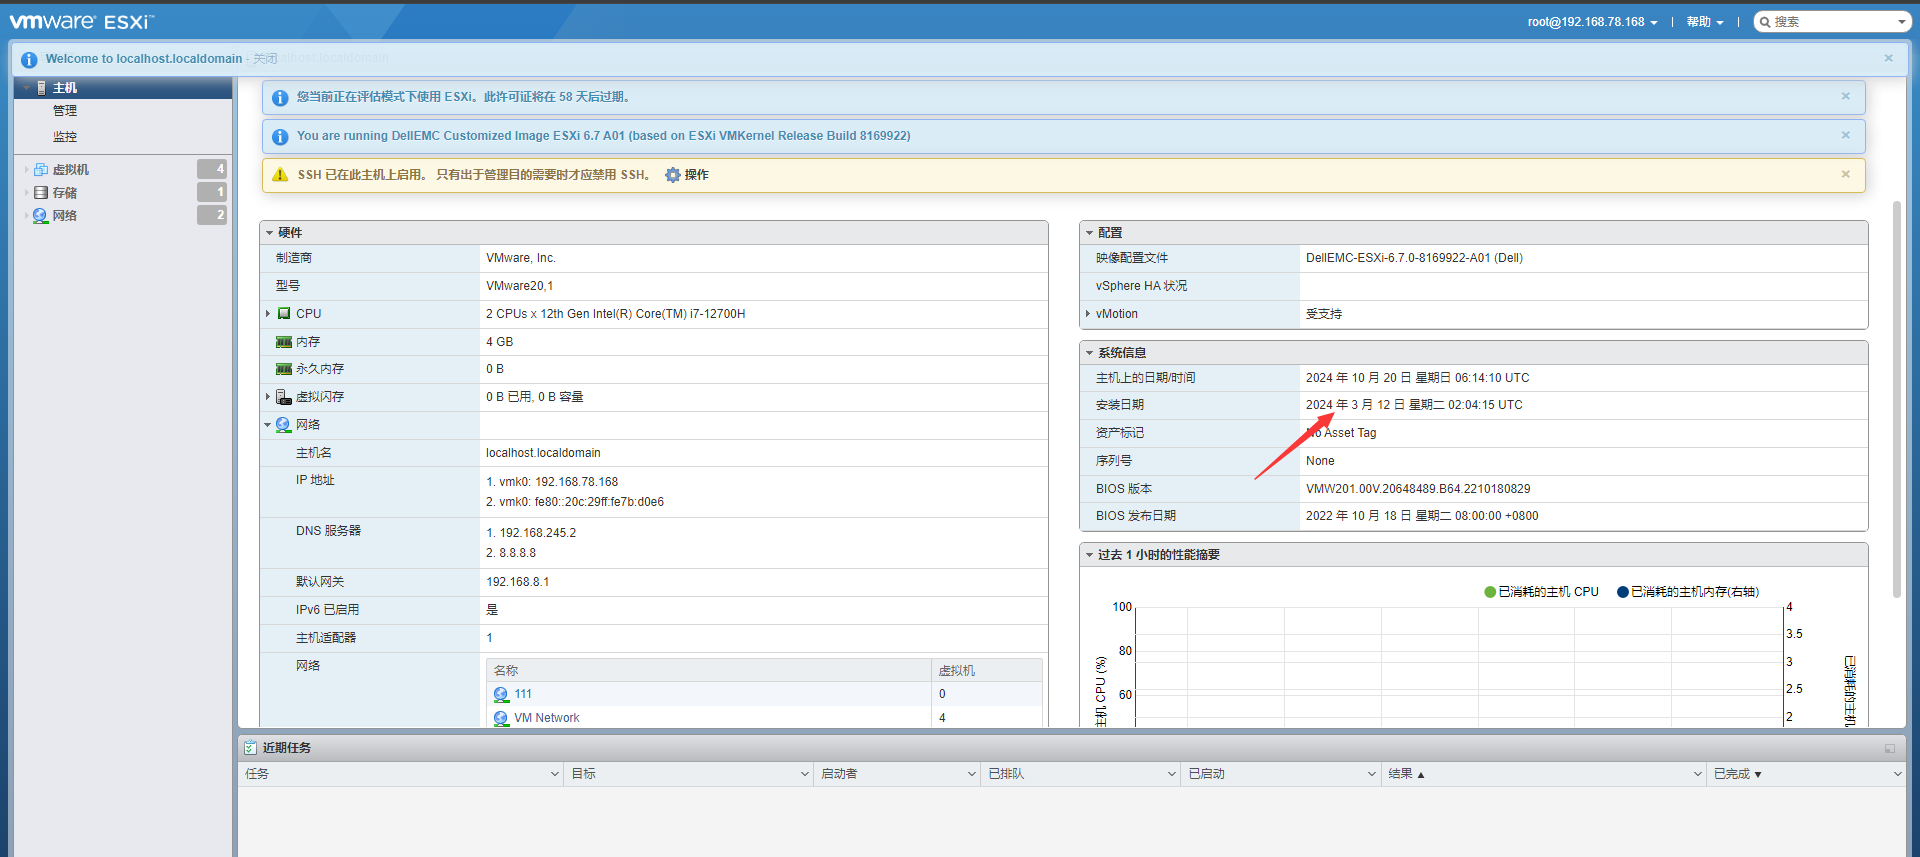 vmware ESXi™
root@192.168.78.168
帮助
搜索
Welcome to localhost.localdomain - 关闭
主机
管理
监控
虚拟机 4
存储 1
网络 2
您当前正在评估模式下使用 ESXi。此许可证将在 58 天后过期。
You are running DellEMC Customized Image ESXi 6.7 A01 (based on ESXi VMKernel Release Build 8169922)
SSH 已在此主机上启用。 只有出于管理目的需要时才应禁用 SSH。 操作
硬件
制造商 VMware, Inc.
型号 VMware20,1
CPU 2 CPUs x 12th Gen Intel(R) Core(TM) i7-12700H
内存 4 GB
永久内存 0 B
虚拟闪存 0 B 已用, 0 B 容量
网络
主机名 localhost.localdomain
IP 地址 1. vmk0: 192.168.78.168
2. vmk0: fe80::20c:29ff:fe7b:d0e6
DNS 服务器 1. 192.168.245.2
2. 8.8.8.8
默认网关 192.168.8.1
IPv6 已启用 是
主机适配器 1
网络 名称 虚拟机
111 0
VM Network 4
配置
映像配置文件 DellEMC-ESXi-6.7.0-8169922-A01 (Dell)
vSphere HA 状况
vMotion 受支持
系统信息
主机上的日期/时间 2024 年 10 月 20 日 星期日 06:14:10 UTC
安装日期 2024 年 3 月 12 日 星期二 02:04:15 UTC
资产标记 No Asset Tag
序列号 None
BIOS 版本 VMW201.00V.20648489.B64.2210180829
BIOS 发布日期 2022 年 10 月 18 日 星期二 08:00:00 +0800
过去 1 小时的性能摘要
已消耗的主机 CPU 已消耗的主机内存(右轴)
100 4
3.5
80 3
60 2.5
2
主机 CPU (%)
已消耗的主机
近期任务
任务 目标 启动者 已排队 已启动 结果 ▲ 已完成 ▼